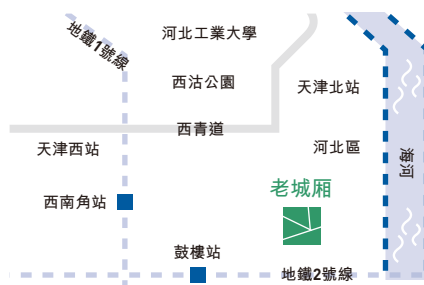 地鐵1號線
河北工業大學
西沽公園
天津北站
西青道
天津西站
河北區
海河
老城厢
西南角站
鼓樓站
地鐵2號線